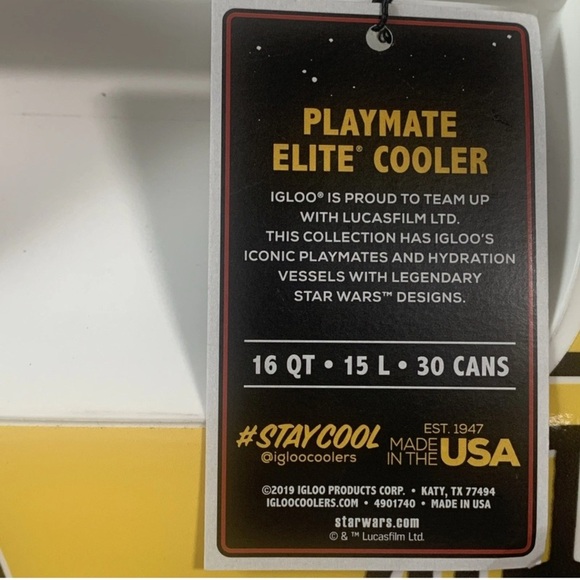 PLAYMATE
ELITE® COOLER
IGLOO® IS PROUD TO TEAM UP
WITH LUCASFILM LTD.
THIS COLLECTION HAS IGLOO'S
ICONIC PLAYMATES AND HYDRATION
VESSELS WITH LEGENDARY
STAR WARS™ DESIGNS.
16 QT • 15 L • 30 CANS
#STAYCOOL
@igloocoolers
EST. 1947
MADE IN THE USA
©2019 IGLOO PRODUCTS CORP. • KATY, TX 77494
IGLOOCOOLERS.COM • 4901740 • MADE IN USA
starwars.com
© & ™ Lucasfilm Ltd.